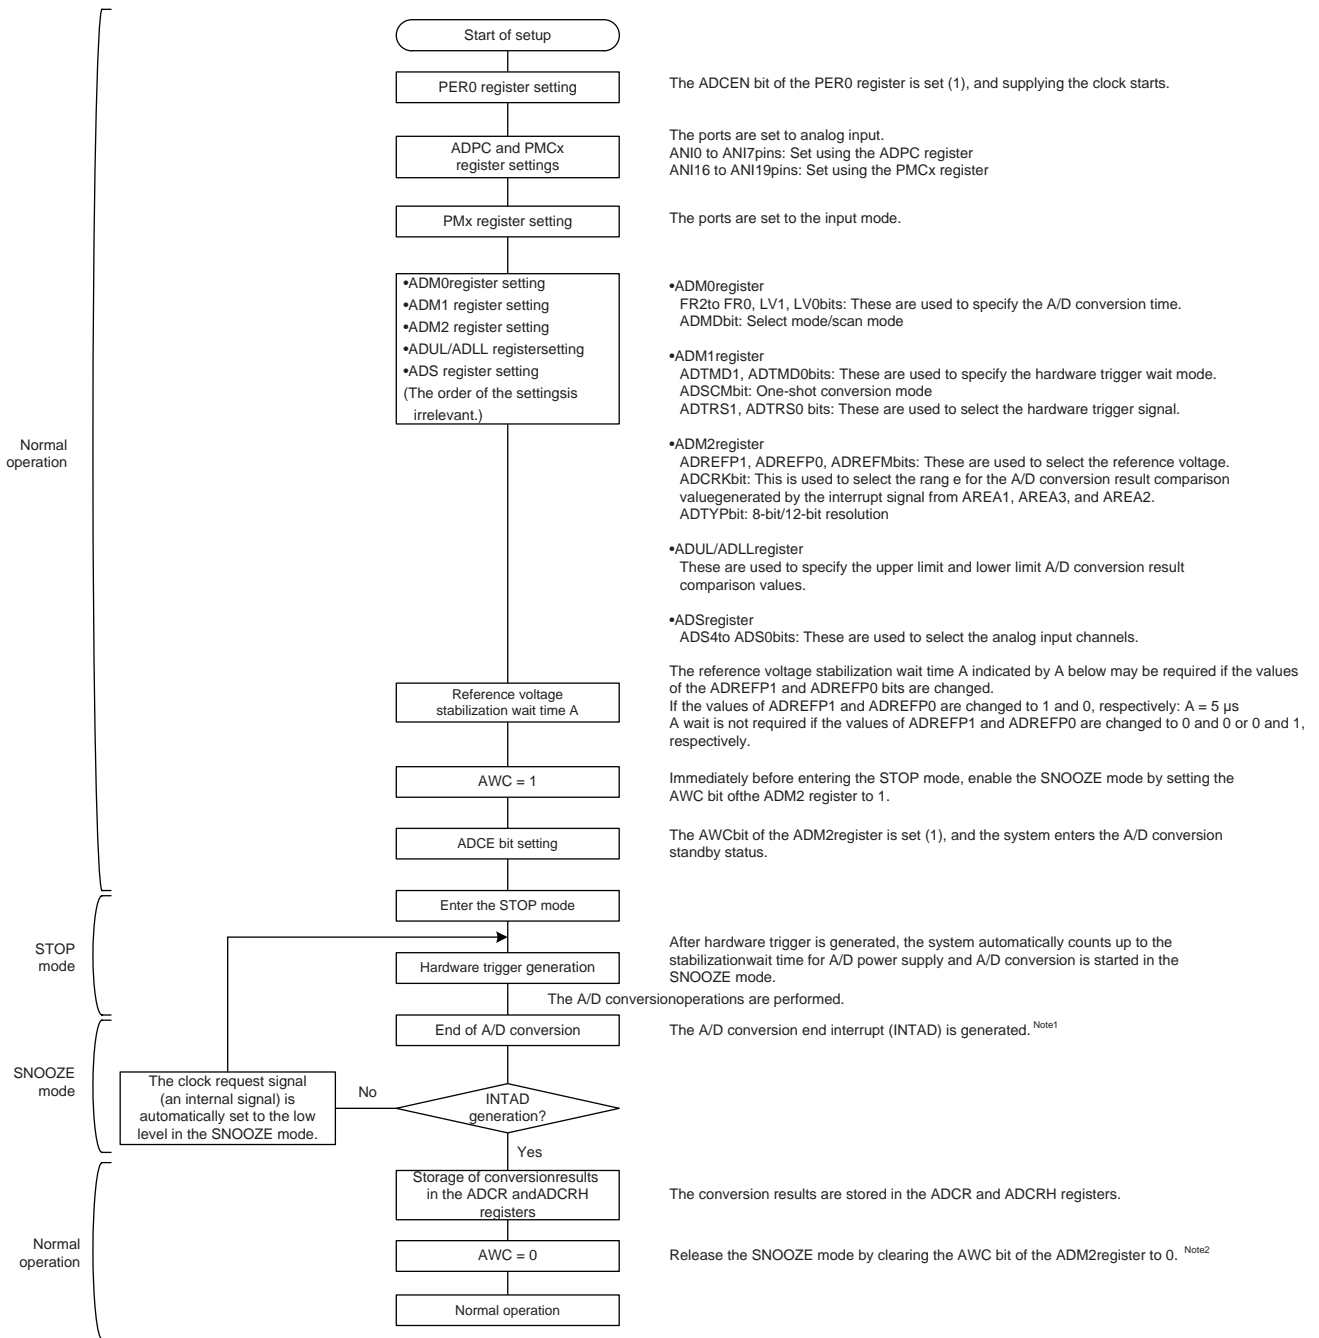 Start of setup
PER0 register setting
The ADCEN bit of the PER0 register is set (1), and supplying the clock starts.
ADPC and PMCx
register settings
The ports are set to analog input.
ANI0 to ANI7pins: Set using the ADPC register
ANI16 to ANI19pins: Set using the PMCx register
PMx register setting
The ports are set to the input mode.
•ADM0register setting
•ADM1 register setting
•ADM2 register setting
•ADUL/ADLL registersetting
•ADS register setting
(The order of the settingsis
irrelevant.)
•ADM0register
FR2to FR0, LV1, LV0bits: These are used to specify the A/D conversion time.
ADMDbit: Select mode/scan mode
•ADM1register
ADTMD1, ADTMD0bits: These are used to specify the hardware trigger wait mode.
ADSCMbit: One-shot conversion mode
ADTRS1, ADTRS0 bits: These are used to select the hardware trigger signal.
•ADM2register
ADREFP1, ADREFP0, ADREFMbits: These are used to select the reference voltage.
ADCRKbit: This is used to select the rang e for the A/D conversion result comparison
valuegenerated by the interrupt signal from AREA1, AREA3, and AREA2.
ADTYPbit: 8-bit/12-bit resolution
•ADUL/ADLLregister
These are used to specify the upper limit and lower limit A/D conversion result
comparison values.
•ADSregister
ADS4to ADS0bits: These are used to select the analog input channels.
Normal
operation
Reference voltage
stabilization wait time A
The reference voltage stabilization wait time A indicated by A below may be required if the values
of the ADREFP1 and ADREFP0 bits are changed.
If the values of ADREFP1 and ADREFP0 are changed to 1 and 0, respectively: A = 5 µs
A wait is not required if the values of ADREFP1 and ADREFP0 are changed to 0 and 0 or 0 and 1,
respectively.
AWC = 1
Immediately before entering the STOP mode, enable the SNOOZE mode by setting the
AWC bit ofthe ADM2 register to 1.
ADCE bit setting
The AWCbit of the ADM2register is set (1), and the system enters the A/D conversion
standby status.
Enter the STOP mode
STOP
mode
Hardware trigger generation
After hardware trigger is generated, the system automatically counts up to the
stabilizationwait time for A/D power supply and A/D conversion is started in the
SNOOZE mode.
The A/D conversionoperations are performed.
End of A/D conversion
The A/D conversion end interrupt (INTAD) is generated. Note1
SNOOZE
mode
The clock request signal
(an internal signal) is
automatically set to the low
level in the SNOOZE mode.
No
INTAD
generation?
Yes
Storage of conversionresults
in the ADCR andADCRH
registers
The conversion results are stored in the ADCR and ADCRH registers.
Normal
operation
AWC = 0
Release the SNOOZE mode by clearing the AWC bit of the ADM2register to 0. Note2
Normal operation